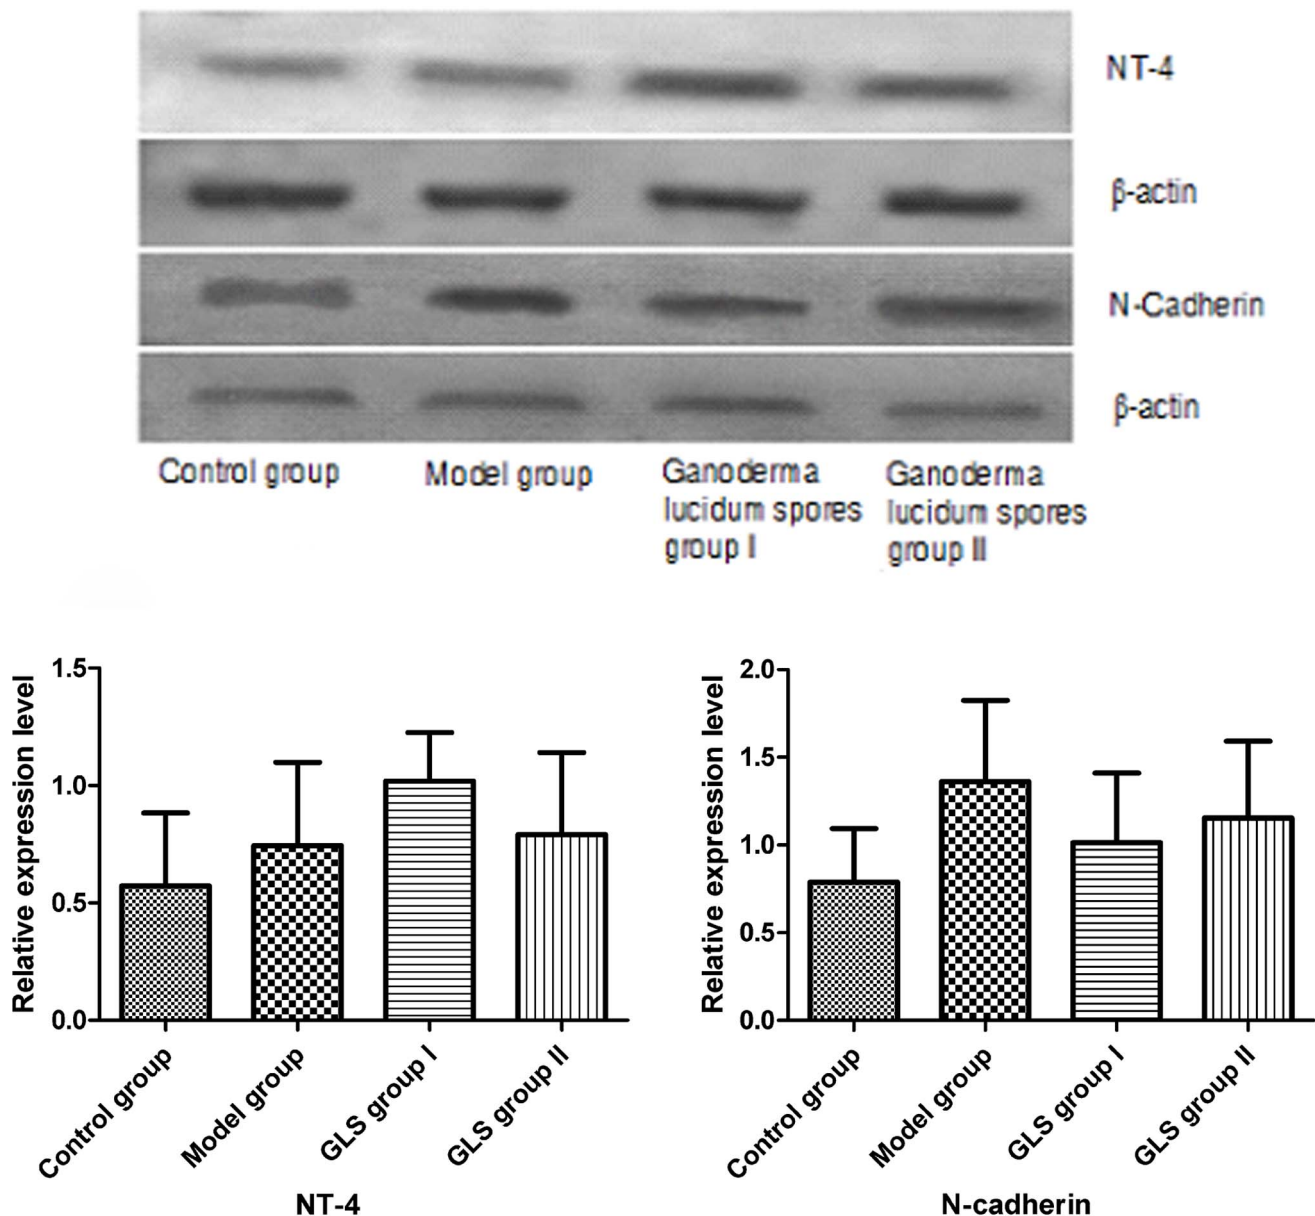 NT-4
β-actin
N-Cadherin
β-actin
Control group
Model group
Ganoderma
lucidum spores
group I
Ganoderma
lucidum spores
group II
Relative expression level
1.5
1.0
0.5
0.0
Control group
Model group
GLS group I
GLS group II
NT-4
Relative expression level
2.0
1.5
1.0
0.5
0.0
Control group
Model group
GLS group I
GLS group II
N-cadherin